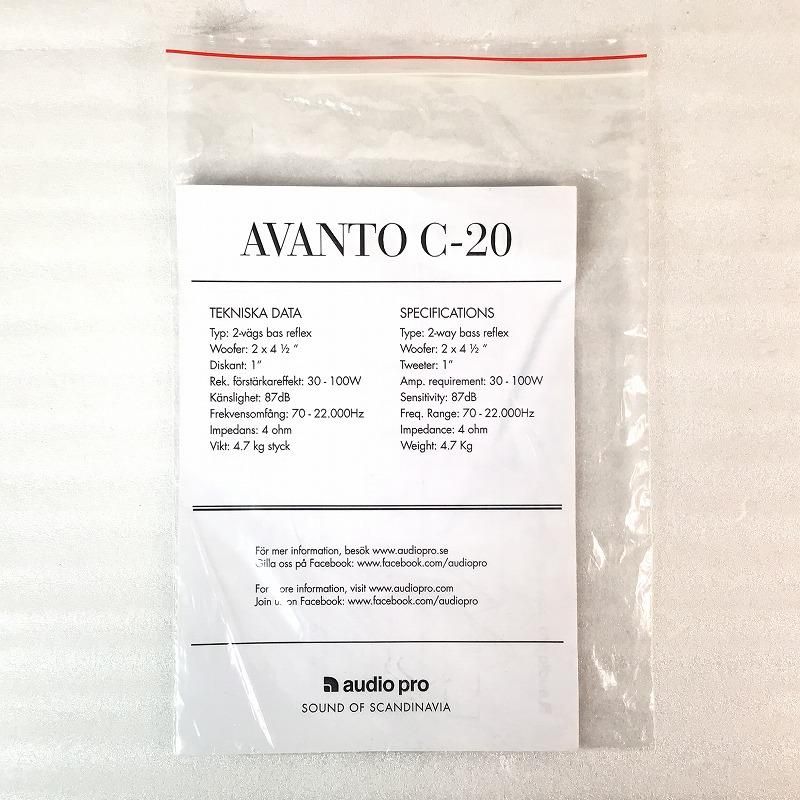 AVANTO C-20
TEKNISKA DATA
Typ: 2-vägs bas reflex
Woofer: 2 x 4 ½ "
Diskant: 1"
Rek. förstärkareffekt: 30 - 100W
Känslighet: 87dB
Frekvensomfång: 70 - 22.000Hz
Impedans: 4 ohm
Vikt: 4.7 kg styck
SPECIFICATIONS
Type: 2-way bass reflex
Woofer: 2 x 4 ½ "
Tweeter: 1"
Amp. requirement: 30 - 100W
Sensitivity: 87dB
Freq. Range: 70 - 22.000Hz
Impedance: 4 ohm
Weight: 4.7 Kg
För mer information, besök www.audiopro.se
Gilla oss på Facebook: www.facebook.com/audiopro
For more information, visit www.audiopro.com
Join us on Facebook: www.facebook.com/audiopro
audio pro
SOUND OF SCANDINAVIA